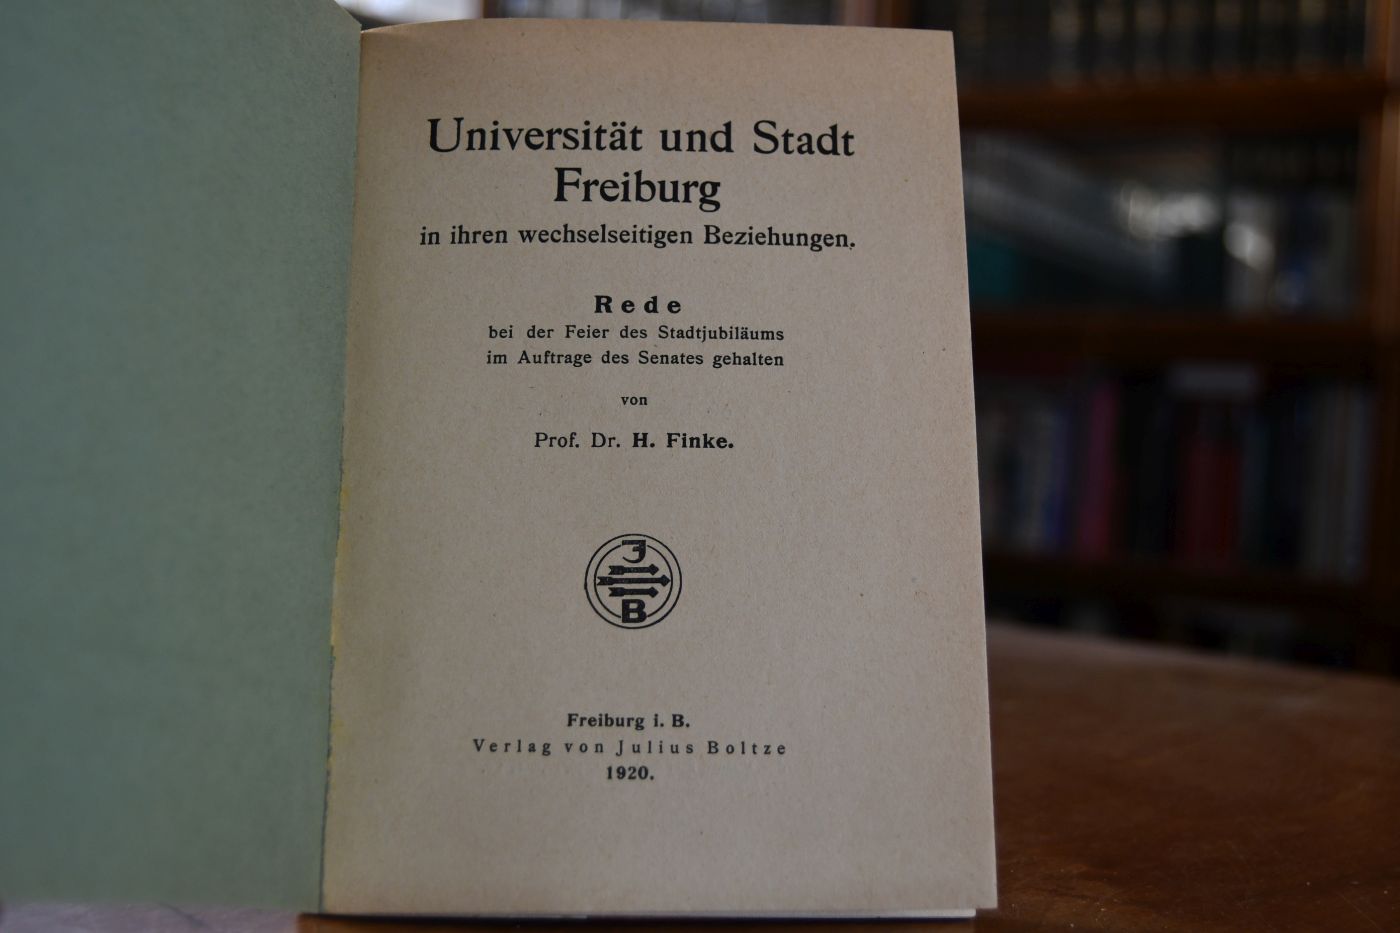 Universität und Stadt
Freiburg
in ihren wechselseitigen Beziehungen.
Rede
bei der Feier des Stadtjubiläums
im Auftrage des Senates gehalten
von
Prof. Dr. H. Finke.
J
B
Freiburg i. B.
Verlag von Julius Boltze
1920.